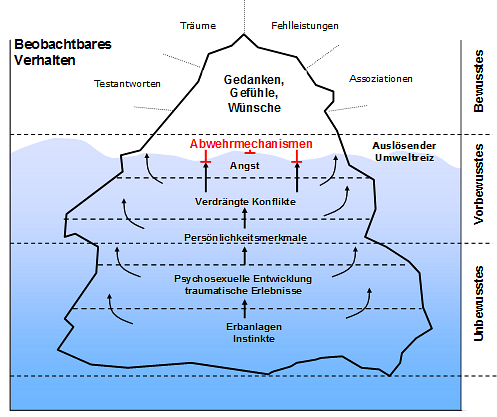 Träume
Fehlleistungen
Beobachtbares
Verhalten
Testantworten
Assoziationen
Gedanken,
Gefühle,
Wünsche
Bewusstes
Abwehrmechanismen
Auslösender
Umweltreiz
Angst
Verdrängte Konflikte
Vorbewusstes
Persönlichkeitsmerkmale
Psychosexuelle Entwicklung
traumatische Erlebnisse
Unbewusstes
Erbanlagen
Instinkte